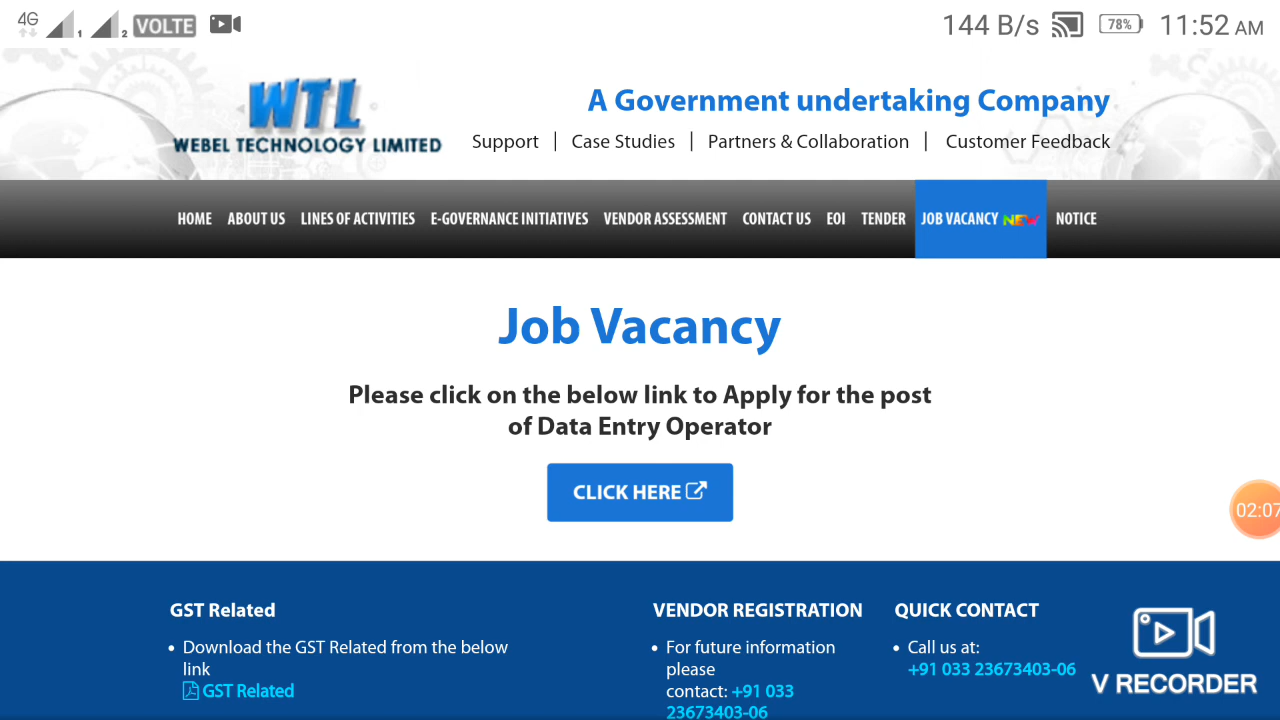 4G 1 2 VOLTE 144 B/s 78% 11:52 AM
WTL
WEBEL TECHNOLOGY LIMITED
A Government undertaking Company
Support | Case Studies | Partners & Collaboration | Customer Feedback
HOME ABOUT US LINES OF ACTIVITIES E-GOVERNANCE INITIATIVES VENDOR ASSESSMENT CONTACT US EOI TENDER JOB VACANCY NEW NOTICE
Job Vacancy
Please click on the below link to Apply for the post
of Data Entry Operator
CLICK HERE
02:07
GST Related
• Download the GST Related from the below
link
GST Related
VENDOR REGISTRATION
• For future information
please
contact: +91 033
23673403-06
QUICK CONTACT
• Call us at:
+91 033 23673403-06
V RECORDER